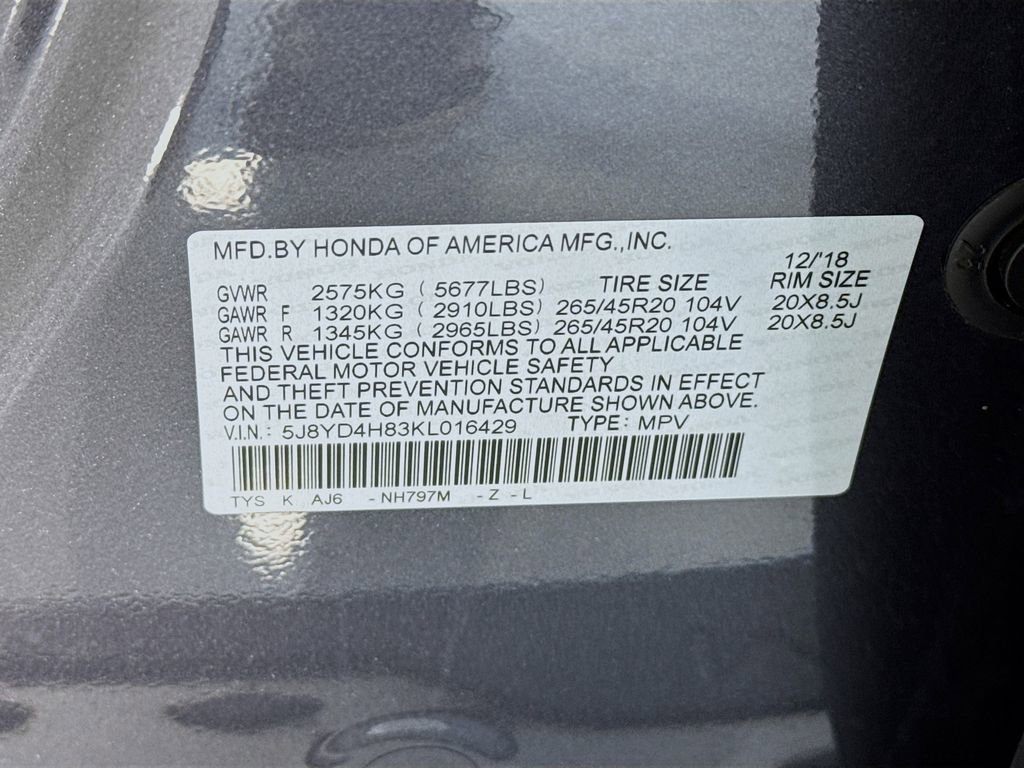 MFD.BY HONDA OF AMERICA MFG.,INC.
12/'18
GVWR 2575KG ( 5677LBS) TIRE SIZE RIM SIZE
GAWR F 1320KG ( 2910LBS) 265/45R20 104V 20X8.5J
GAWR R 1345KG ( 2965LBS) 265/45R20 104V 20X8.5J
THIS VEHICLE CONFORMS TO ALL APPLICABLE
FEDERAL MOTOR VEHICLE SAFETY
AND THEFT PREVENTION STANDARDS IN EFFECT
ON THE DATE OF MANUFACTURE SHOWN ABOVE.
V.I.N.: 5J8YD4H83KL016429 TYPE: MPV
TYS K AJ6 -NH797M -Z -L